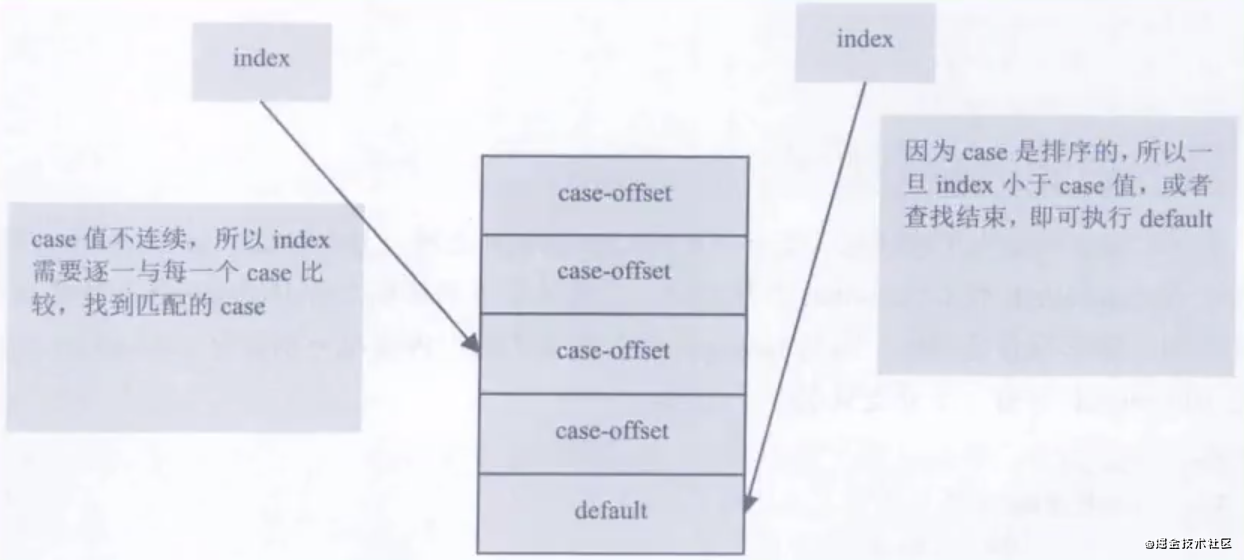 index
index
因为 case 是排序的，所以一
旦 index 小于 case 值，或者
查找结束，即可执行 default
case-offset
case 值不连续，所以 index
需要逐一与每一个 case 比
较，找到匹配的 case
case-offset
case-offset
case-offset
default
@掘金技术社区